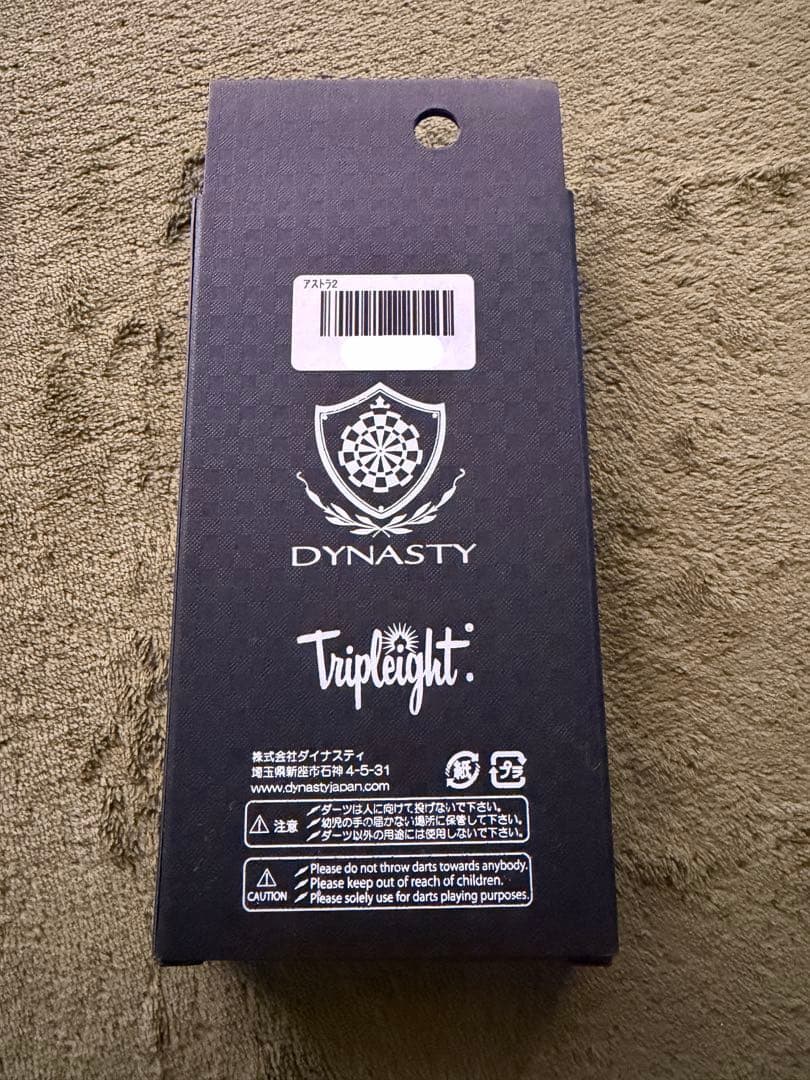 アストラ2
DYNASTY
Tripleight
株式会社ダイナスティ
埼玉県新座市石神 4-5-31
www.dynastyjapan.com
紙 プラ
注意
ダーツは人に向けて投げないで下さい。
幼児の手の届かない場所に保管して下さい。
ダーツ以外の用途には使用しないで下さい。
CAUTION
Please do not throw darts towards anybody.
Please keep out of reach of children.
Please solely use for darts playing purposes.